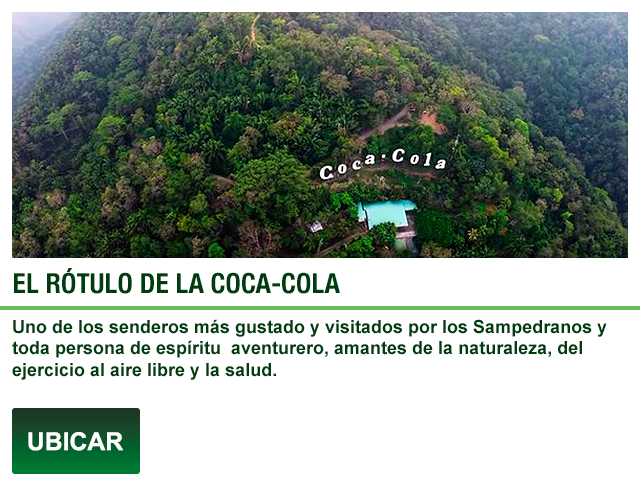 Coca-Cola
EL RÓTULO DE LA COCA-COLA
Uno de los senderos más gustado y visitados por los Sampedranos y
toda persona de espíritu  aventurero, amantes de la naturaleza, del
ejercicio al aire libre y la salud.
UBICAR